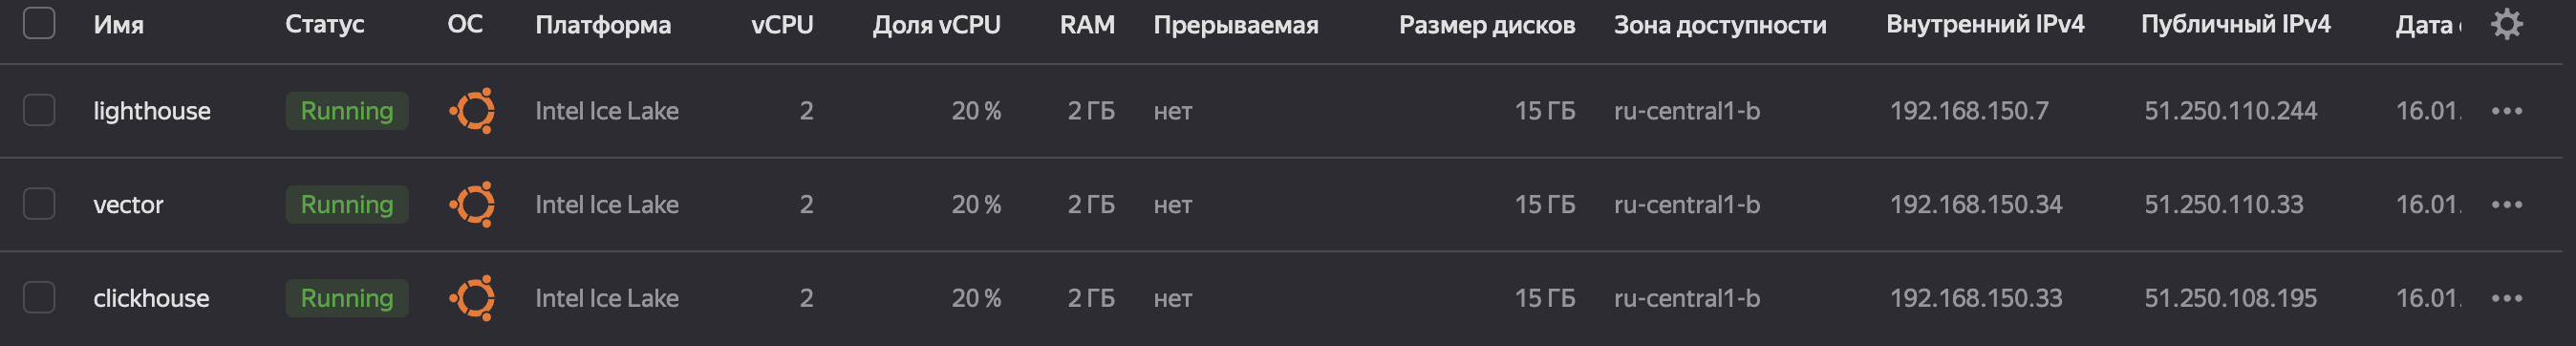 Имя Статус ОС Платформа vCPU Доля vCPU RAM Прерываемая Размер дисков Зона доступности Внутренний IPv4 Публичный IPv4 Дата
lighthouse Running Intel Ice Lake 2 20 % 2 ГБ нет 15 ГБ ru-central1-b 192.168.150.7 51.250.110.244 16.01.
vector Running Intel Ice Lake 2 20 % 2 ГБ нет 15 ГБ ru-central1-b 192.168.150.34 51.250.110.33 16.01.
clickhouse Running Intel Ice Lake 2 20 % 2 ГБ нет 15 ГБ ru-central1-b 192.168.150.33 51.250.108.195 16.01.